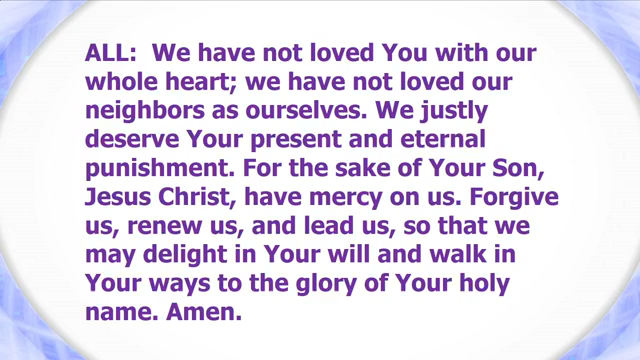 ALL:  We have not loved You with our
whole heart; we have not loved our
neighbors as ourselves. We justly
deserve Your present and eternal
punishment. For the sake of Your Son,
Jesus Christ, have mercy on us. Forgive
us, renew us, and lead us, so that we
may delight in Your will and walk in
Your ways to the glory of Your holy
name. Amen.